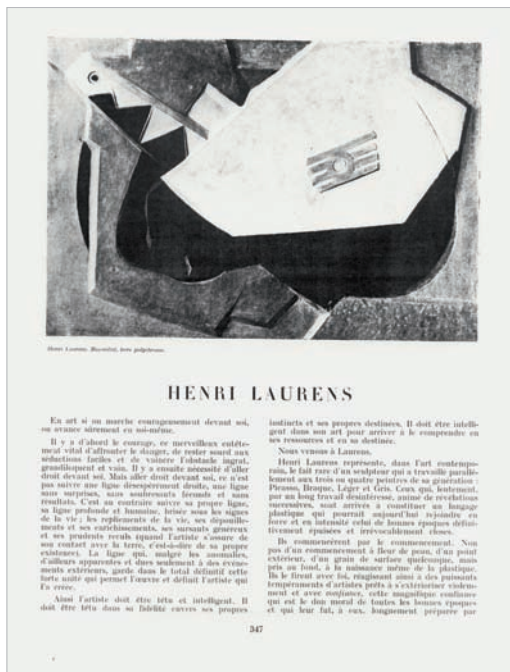 Henri Laurens.
HENRI LAURENS
En art si on marche courageusement devant soi,
on avance sûrement en soi-même.
Il y a d'abord le courage, ce merveilleux entête-
ment vital d'affronter le danger, de rester sourd aux
séductions faciles et de vaincre l'obstacle ingrat,
grandiloquent et vain. Il y a ensuite nécessité d'aller
droit devant soi. Mais aller droit devant soi, ce n'est
pas suivre une ligne désespérément droite, une ligne
sans surprises, sans soubresauts féconds et sans
résultats. C'est au contraire suivre sa propre ligne,
sa ligne profonde et humaine, brisée sous les signes
de la vie ; les replîements de la vie, ses dépouille-
ments et ses enrichissements, ses sursauts généreux
et ses prudents reculs quand l'artiste s'assure de
son contact avec la terre, c'est-à-dire de sa propre
existence). La ligne qui, malgré les anomalies,
d'ailleurs apparentes et dues seulement à des événe-
ments extérieurs, garde dans le total définitif cette
forte unité qui permet l'œuvre et définit l'artiste qui
l'a créée.
Ainsi l'artiste doit être têtu et intelligent. Il
doit être têtu dans sa fidélité envers ses propres
instincts et ses propres destinées. Il doit être intelli-
gent dans son art pour arriver à le comprendre en
ses ressources et en sa destinée.
Nous venons à Laurens.
Henri Laurens représente, dans l'art contempo-
rain, le fait rare d'un sculpteur qui a travaillé parallè-
lement aux trois ou quatre peintres de sa génération :
Picasso, Braque, Léger et Gris. Ceux qui, lentement,
par un long travail désintéressé, animé de révélations
successives, sont arrivés à constituer un langage
plastique qui pourrait aujourd'hui rejoindre en
force et en intensité celui de bonnes époques défini-
tivement épuisées et irrévocablement closes.
Ils commencèrent par le commencement. Non
pas d'un commencement à fleur de peau, d'un point
extérieur, d'un grain de surface quelconque, mais
pris au fond, à la naissance même de la plastique.
Ils le firent avec foi, réagissant ainsi à des puissants
tempéraments d'artistes prêts à s'extérioriser violem-
ment et avec confiance, cette magnifique confiance
qui est le don moral de toutes les bonnes époques
et qui leur fut, à eux, longuement préparée par
347